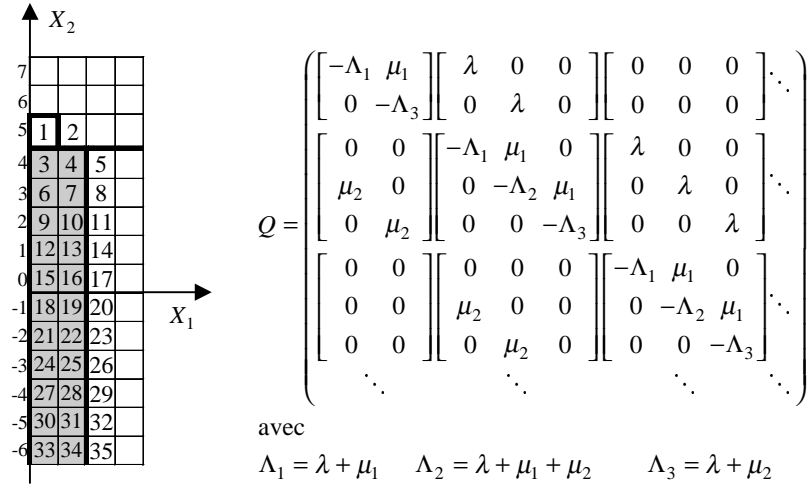 X₂
7
6
5 1 2
4 3 4 5
3 6 7 8
2 9 10 11
1 12 13 14
0 15 16 17
-1 18 19 20
X₁
-2 21 22 23
-3 24 25 26
-4 27 28 29
-5 30 31 32
-6 33 34 35
[−Λ₁ μ₁] [λ 0 0] [0 0 0] ⋱
[0 −Λ₃] [0 λ 0] [0 0 0]
[0 0] [−Λ₁ μ₁ 0] [λ 0 0]
[μ₂ 0] [0 −Λ₂ μ₁] [0 λ 0] ⋱
Q = [0 μ₂] [0 0 −Λ₃] [0 0 λ]
[0 0] [0 0 0] [−Λ₁ μ₁ 0]
[0 0] [μ₂ 0 0] [0 −Λ₂ μ₁] ⋱
[0 0] [0 μ₂ 0] [0 0 −Λ₃]
⋱ ⋱ ⋱ ⋱
avec
Λ₁ = λ + μ₁ Λ₂ = λ + μ₁ + μ₂ Λ₃ = λ + μ₂